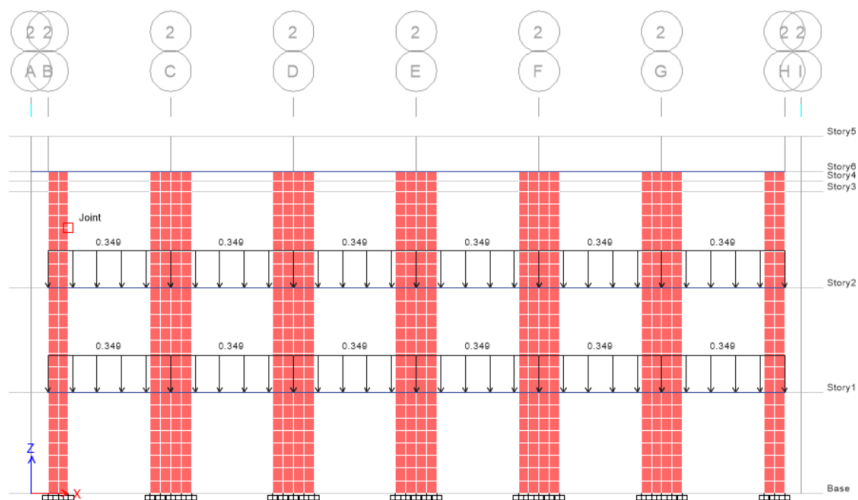 2 2 2 2 2 2 2 2 2
A B C D E F G H I
Story5
Story6
Story4
Story3
Joint
0.349 0.349 0.349 0.349 0.349 0.349
Story2
0.349 0.349 0.349 0.349 0.349 0.349
Story1
Z
X
Base